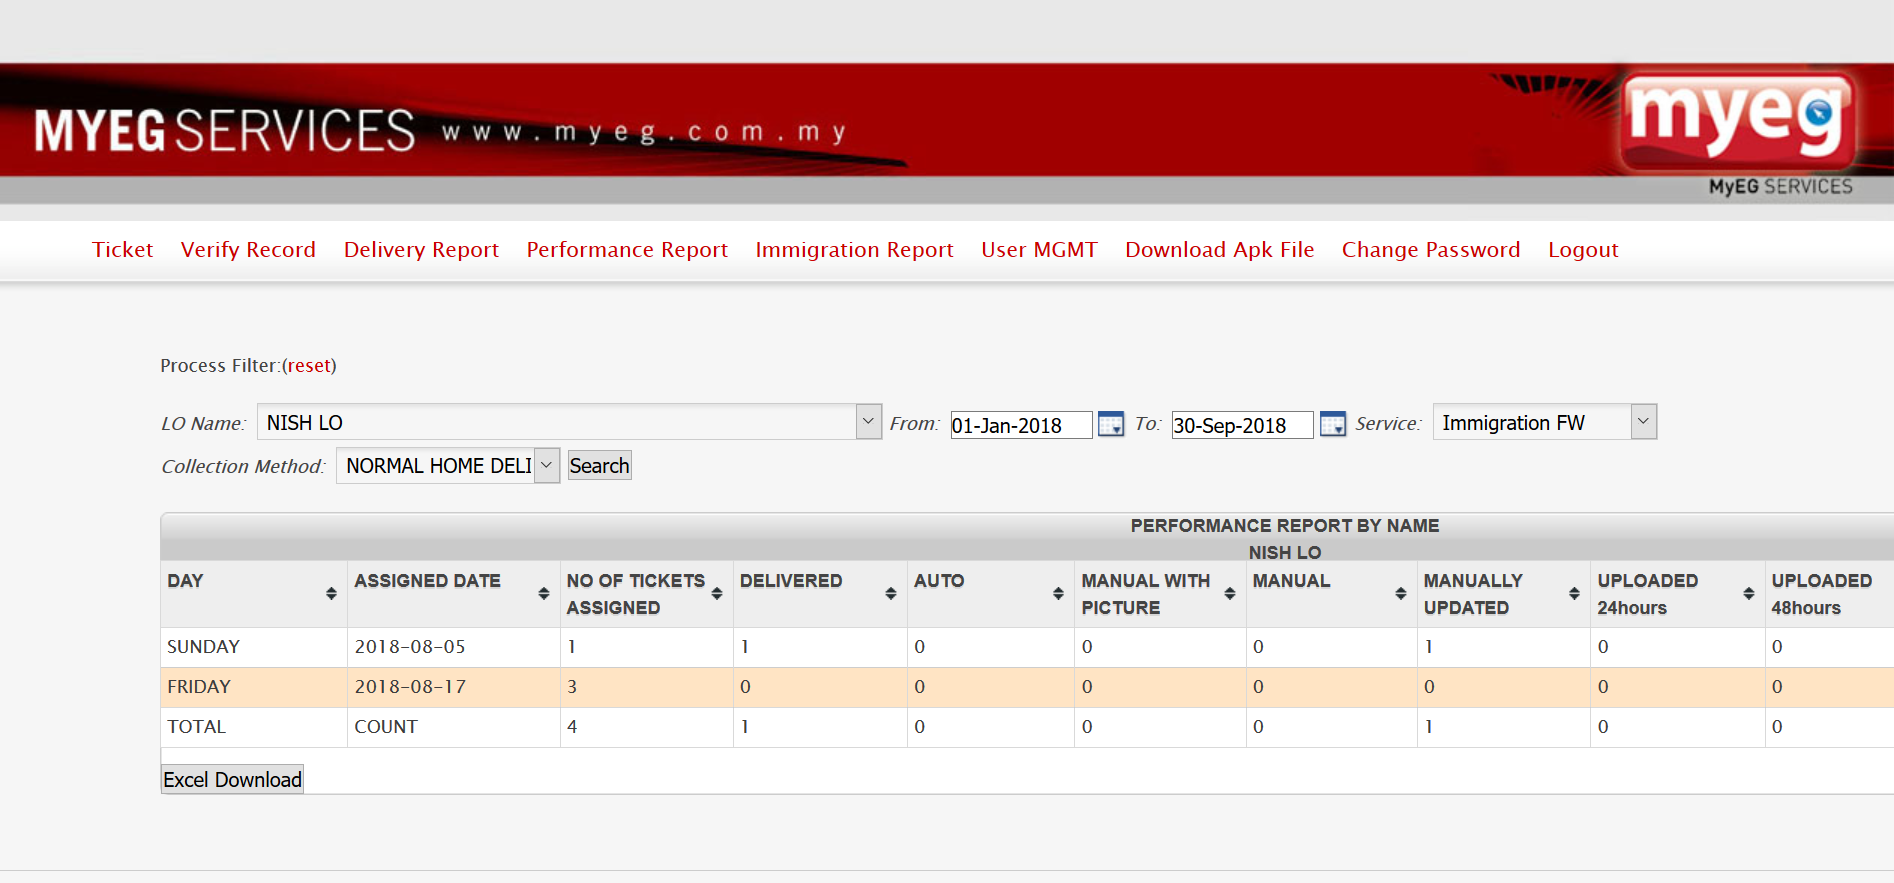 MYEG SERVICES www.myeg.com.my
myeg
MyEG SERVICES
Ticket Verify Record Delivery Report Performance Report Immigration Report User MGMT Download Apk File Change Password Logout
Process Filter:(reset)
LO Name: NISH LO From: 01-Jan-2018 To: 30-Sep-2018 Service: Immigration FW
Collection Method: NORMAL HOME DELI Search
PERFORMANCE REPORT BY NAME
NISH LO
DAY ASSIGNED DATE NO OF TICKETS ASSIGNED DELIVERED AUTO MANUAL WITH PICTURE MANUAL MANUALLY UPDATED UPLOADED 24hours UPLOADED 48hours
SUNDAY 2018-08-05 1 1 0 0 0 1 0 0
FRIDAY 2018-08-17 3 0 0 0 0 0 0 0
TOTAL COUNT 4 1 0 0 0 1 0 0
Excel Download